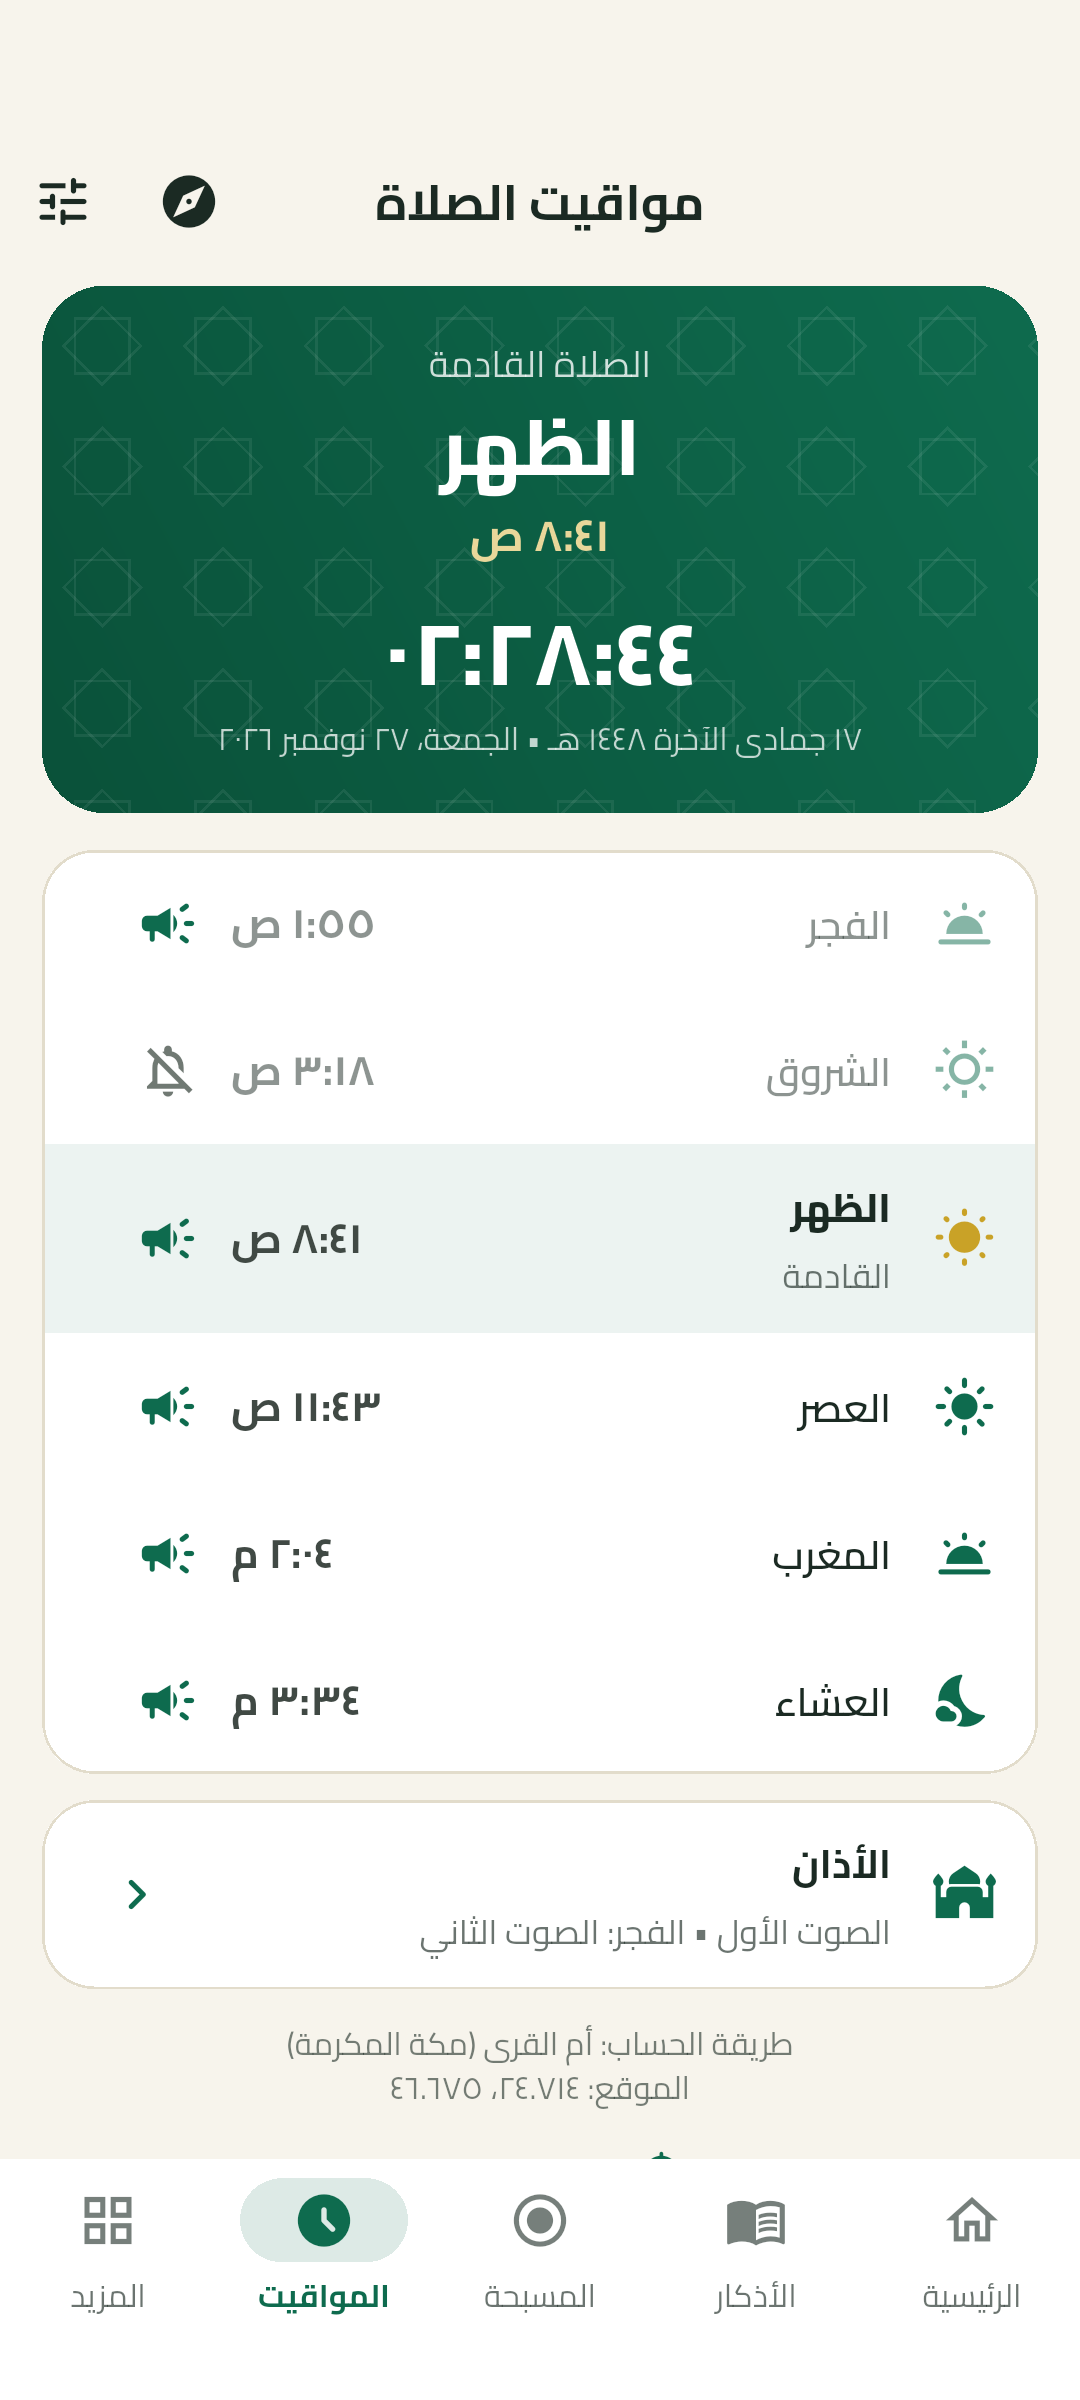 مواقيت الصلاة
الصلاة القادمة
الظهر
٨:٤١ ص
٠٢:٢٨:٤٤
١٧ جمادى الآخرة ١٤٤٨ هـ • الجمعة، ٢٧ نوفمبر ٢٠٢٦
الفجر ١:٥٥ ص
الشروق ٣:١٨ ص
الظهر ٨:٤١ ص
القادمة
العصر ١١:٤٣ ص
المغرب ٢:٠٤ م
العشاء ٣:٣٤ م
الأذان
الصوت الأول • الفجر: الصوت الثاني
طريقة الحساب: أم القرى (مكة المكرمة)
الموقع: ٢٤.٧١٤، ٤٦.٦٧٥
الرئيسية الأذكار المسبحة المواقيت المزيد